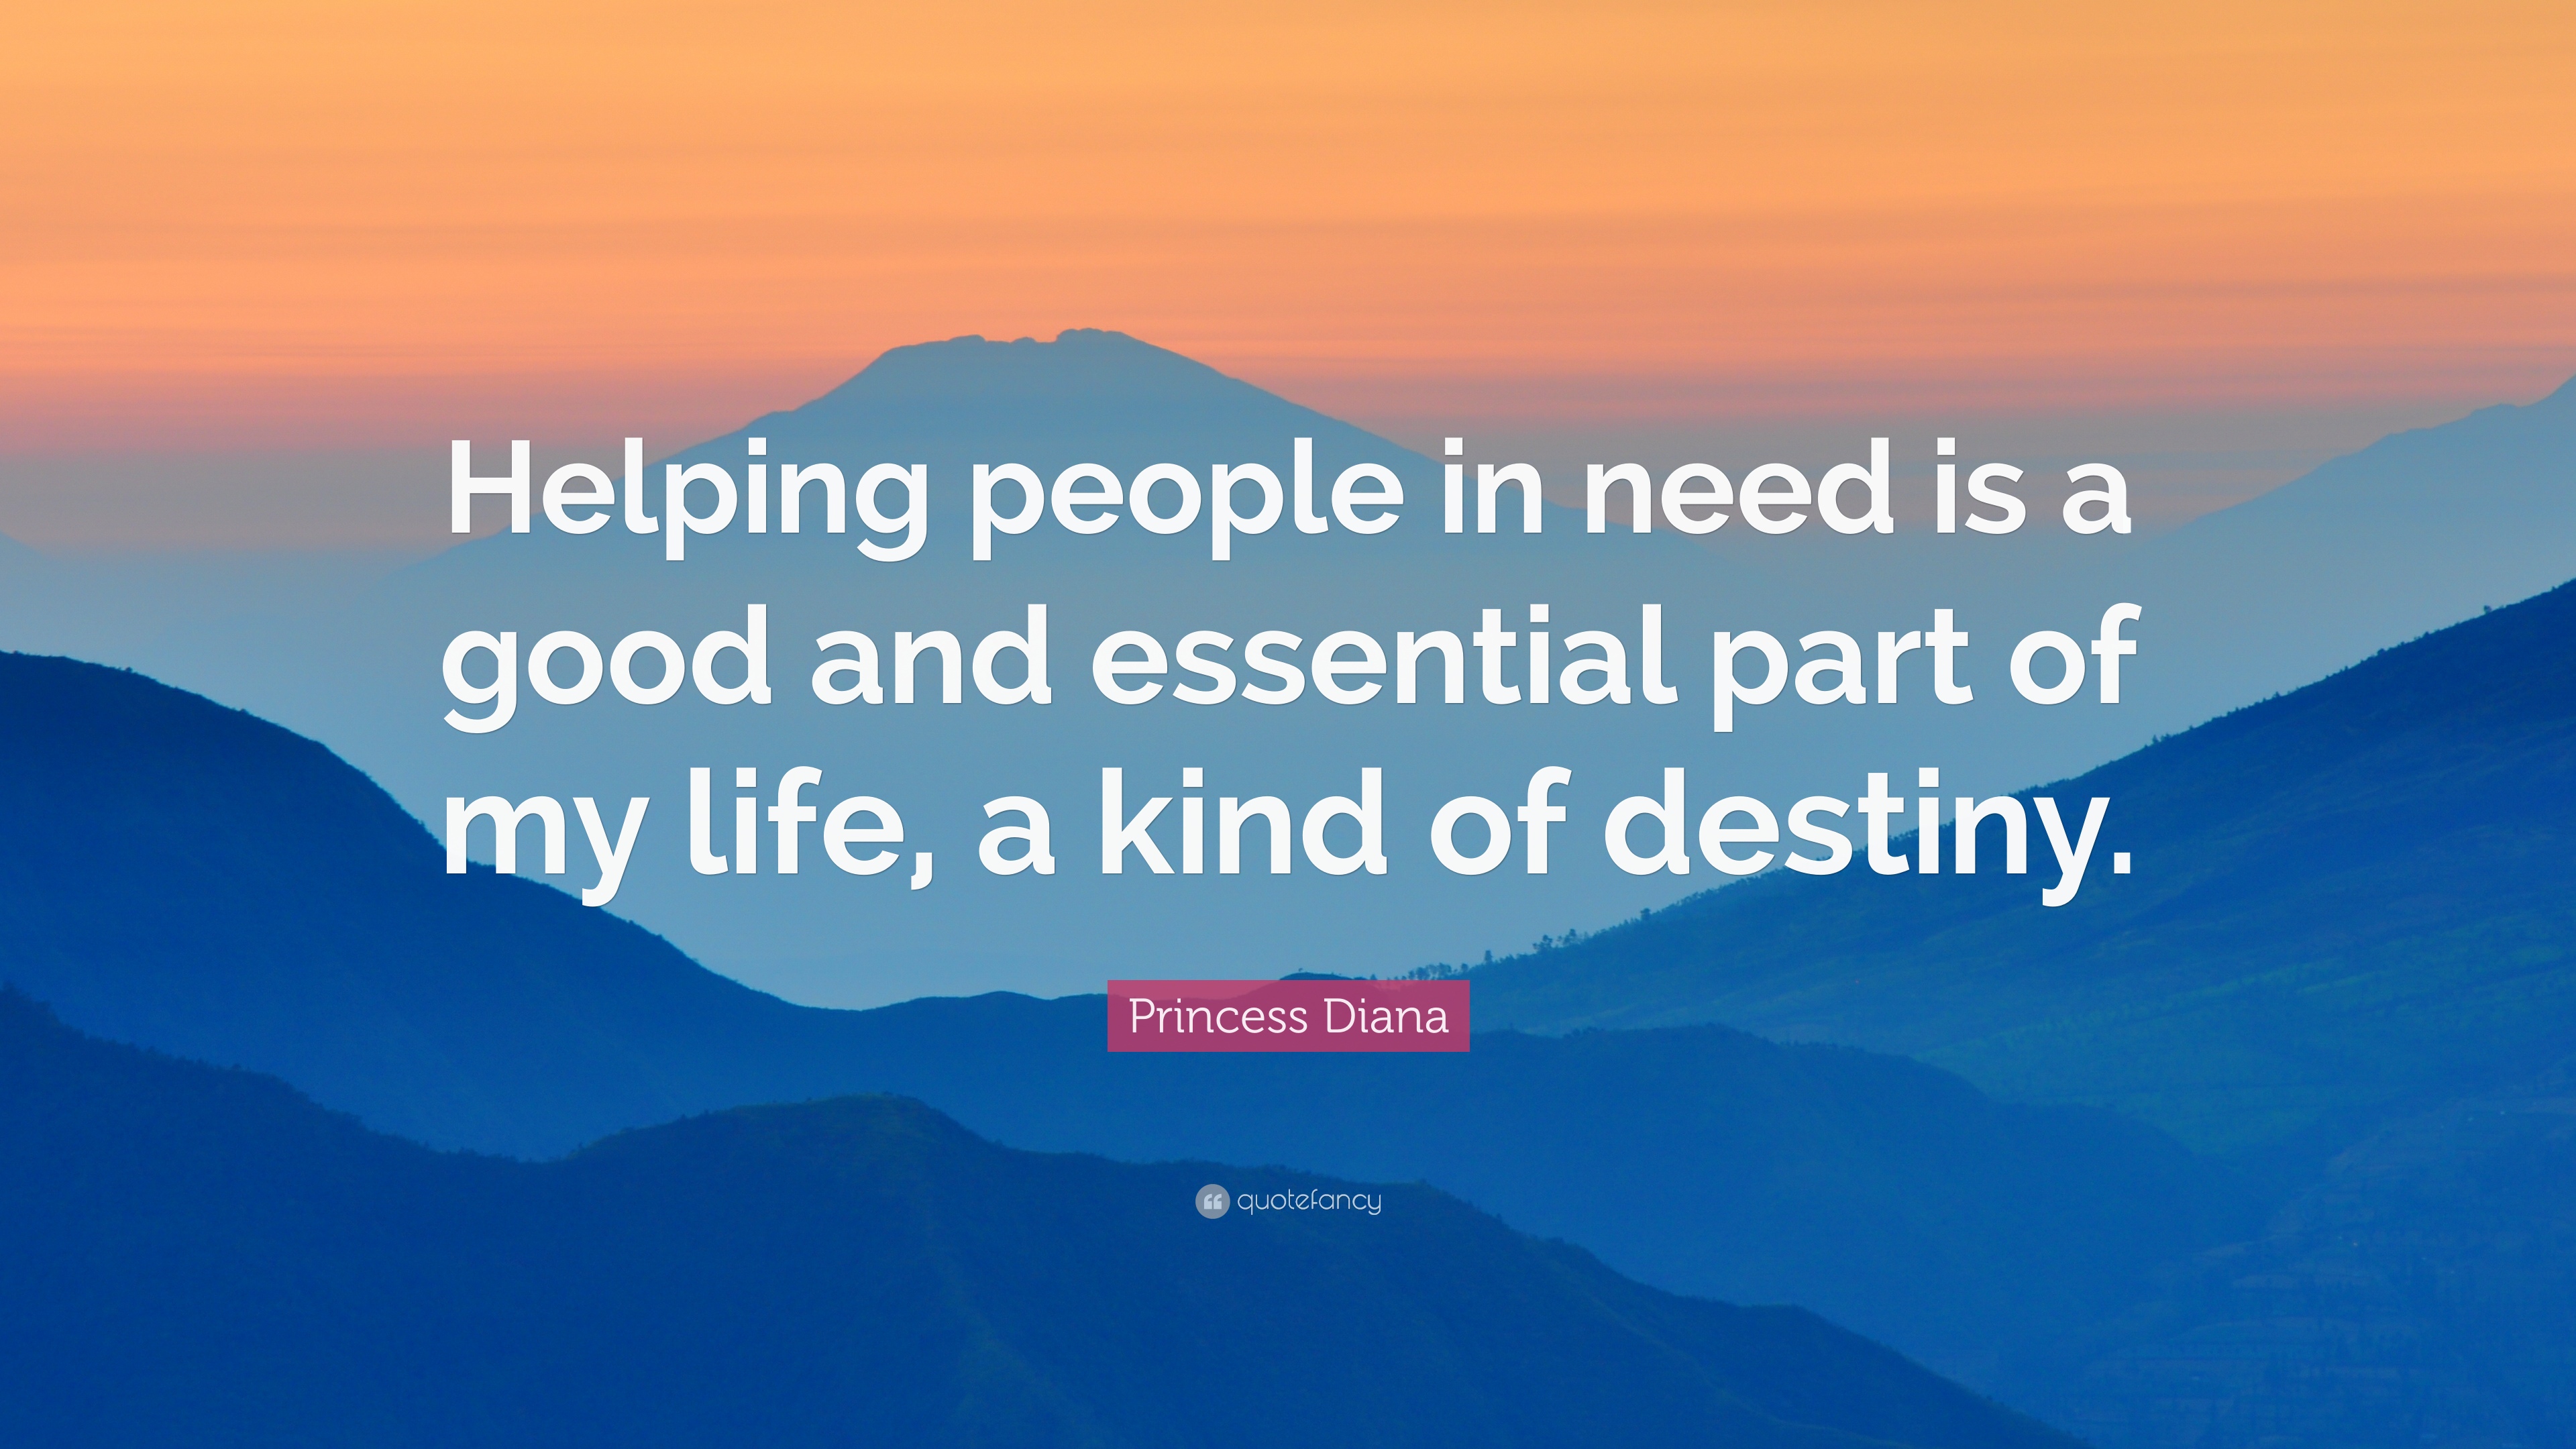 Helping people in need is a
good and essential part of
my life, a kind of destiny.
Princess Diana
quotefancy